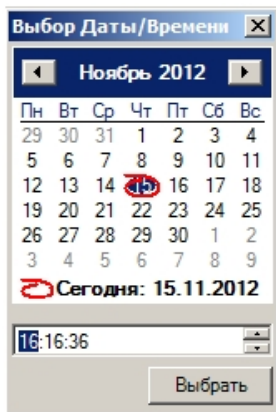 Выбор Даты/Времени
Ноябрь 2012
Пн Вт Ср Чт Пт Сб Вс
29 30 31 1 2 3 4
5 6 7 8 9 10 11
12 13 14 15 16 17 18
19 20 21 22 23 24 25
26 27 28 29 30 1 2
3 4 5 6 7 8 9
Сегодня: 15.11.2012
16:16:36
Выбрать